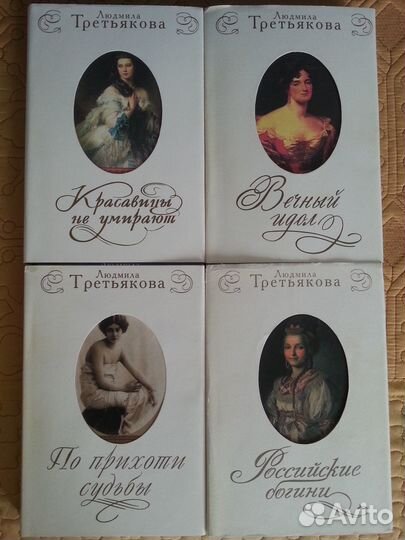 Людмила
Третьякова
Красавицы
не умирают
Людмила
Третьякова
Вечный
идол
Людмила
Третьякова
По прихоти
судьбы
Людмила
Третьякова
Российские
богини
Avito